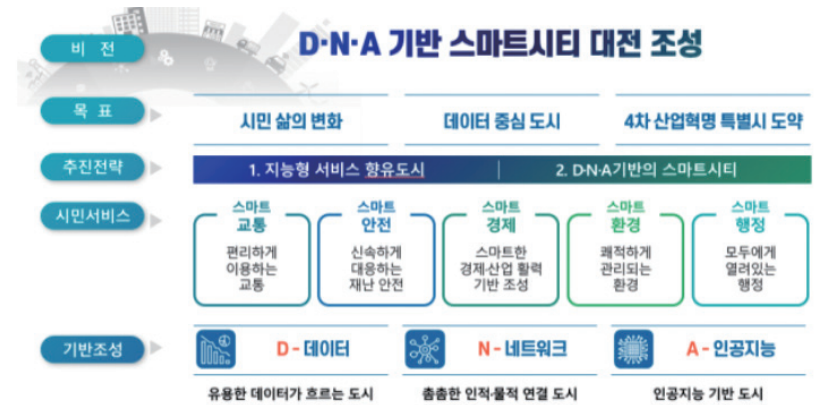 비 전
D·N·A 기반 스마트시티 대전 조성
목 표
시민 삶의 변화
데이터 중심 도시
4차 산업혁명 특별시 도약
추진전략
1. 지능형 서비스 향유도시
2. D·N·A기반의 스마트시티
시민서비스
스마트
교통
편리하게
이용하는
교통
스마트
안전
신속하게
대응하는
재난 안전
스마트
경제
스마트한
경제·산업 활력
기반 조성
스마트
환경
쾌적하게
관리되는
환경
스마트
행정
모두에게
열려있는
행정
기반조성
D - 데이터
유용한 데이터가 흐르는 도시
N - 네트워크
촘촘한 인적·물적 연결 도시
A - 인공지능
인공지능 기반 도시